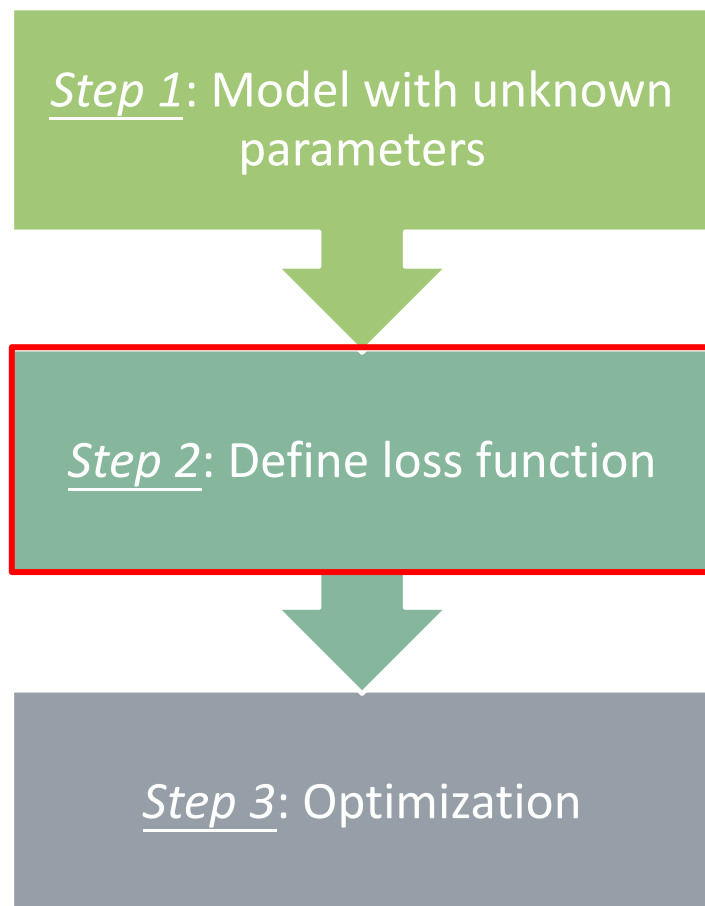 Step 1: Model with unknown
parameters
Step 2: Define loss function
Step 3: Optimization